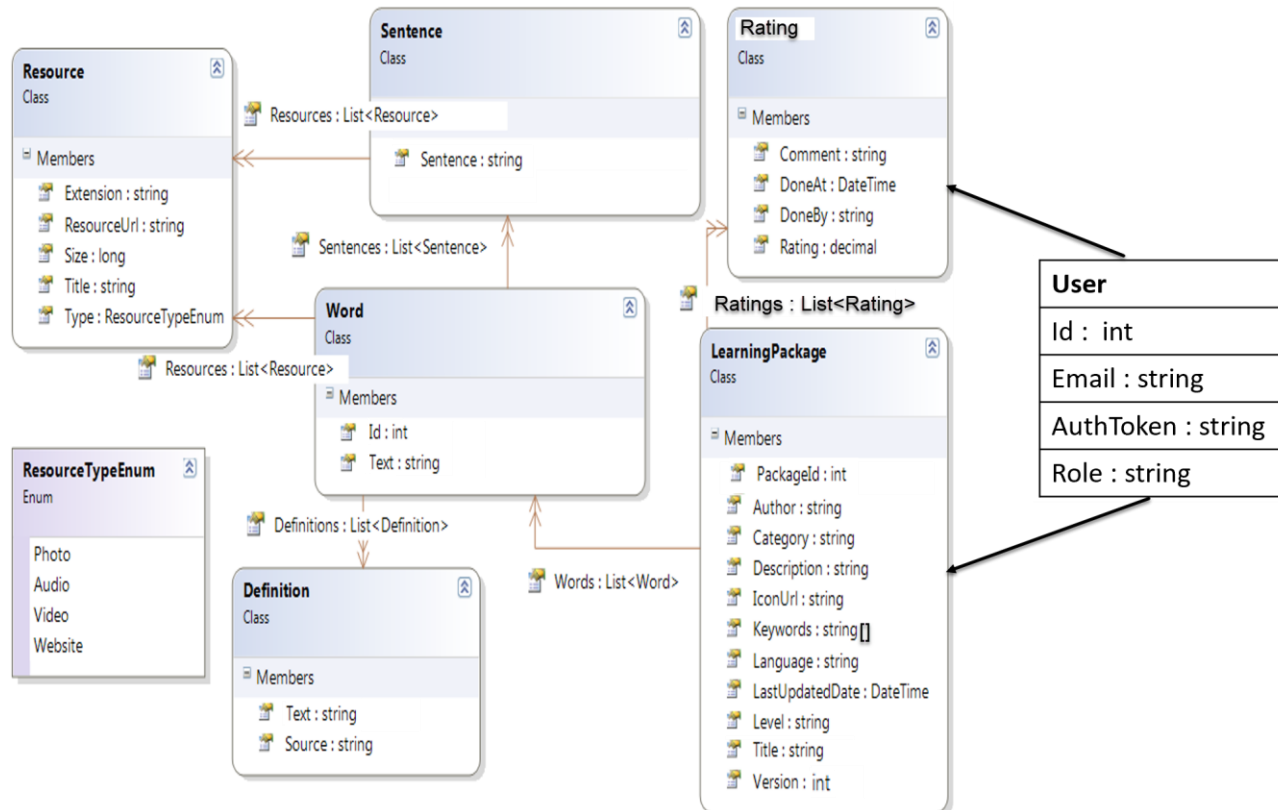 Resource
Class
Members
Extension : string
ResourceUrl : string
Size : long
Title : string
Type : ResourceTypeEnum
Resources : List<Resource>
Sentence
Class
Sentence : string
Sentences : List<Sentence>
Rating
Class
Members
Comment : string
DoneAt : DateTime
DoneBy : string
Rating : decimal
Ratings : List<Rating>
User
Id : int
Email : string
AuthToken : string
Role : string
Word
Class
Members
Id : int
Text : string
Resources : List<Resource>
LearningPackage
Class
Members
PackageId : int
Author : string
Category : string
Description : string
IconUrl : string
Keywords : string[]
Language : string
LastUpdatedDate : DateTime
Level : string
Title : string
Version : int
Words : List<Word>
ResourceTypeEnum
Enum
Photo
Audio
Video
Website
Definitions : List<Definition>
Definition
Class
Members
Text : string
Source : string